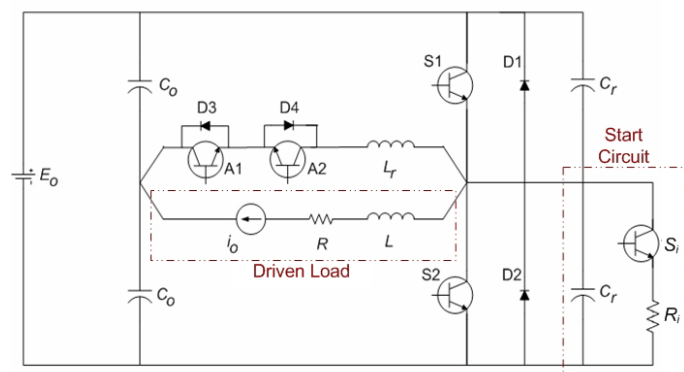 S1
D1
C_o
C_r
D3
D4
Start
Circuit
A1
A2
L_r
E_o
i_o
R
L
S_i
Driven Load
S2
D2
C_o
C_r
R_i